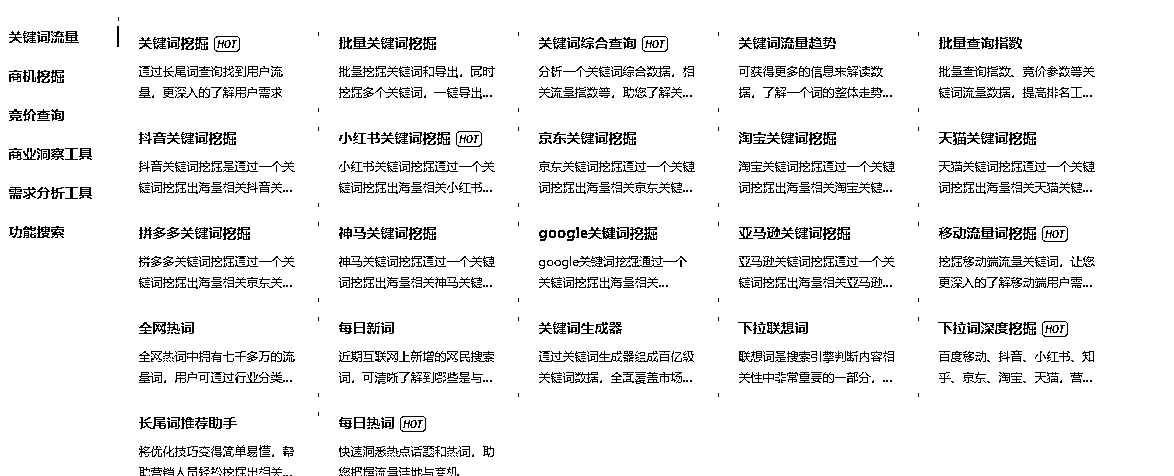 关键词流量
商机挖掘
竞价查询
商业洞察工具
需求分析工具
功能搜索
关键词挖掘 HOT
通过长尾词查询找到用户流
量，更深入的了解用户需求
批量关键词挖掘
批量挖掘关键词和导出，同时
挖掘多个关键词，一键导出...
关键词综合查询 HOT
分析一个关键词综合数据，相
关流量指数等，助您了解关...
关键词流量趋势
可获得更多的信息来解读数
据，了解一个词的整体走势...
批量查询指数
批量查询指数、竞价参数等关
键词流量数据，提高排名工...
抖音关键词挖掘
抖音关键词挖掘是通过一个关
键词挖掘出海量相关抖音关...
小红书关键词挖掘 HOT
小红书关键词挖掘通过一个关
键词挖掘出海量相关小红书...
京东关键词挖掘
京东关键词挖掘通过一个关键
词挖掘出海量相关京东关键...
淘宝关键词挖掘
淘宝关键词挖掘通过一个关键
词挖掘出海量相关淘宝关键...
天猫关键词挖掘
天猫关键词挖掘通过一个关键
词挖掘出海量相关天猫关键...
拼多多关键词挖掘
拼多多关键词挖掘通过一个关
键词挖掘出海量相关京东关...
神马关键词挖掘
神马关键词挖掘通过一个关键
词挖掘出海量相关神马关键...
google关键词挖掘
google关键词挖掘通过一个
关键词挖掘出海量相关...
亚马逊关键词挖掘
亚马逊关键词挖掘通过一个关
键词挖掘出海量相关亚马逊...
移动流量词挖掘 HOT
挖掘移动端流量关键词，让您
更深入的了解移动端用户需...
全网热词
全网热词中拥有七千多万的流
量词，用户可通过行业分类...
每日新词
近期互联网上新增的网民搜索
词，可清晰了解到哪些是与...
关键词生成器
通过关键词生成器组成百亿级
关键词数据，全面覆盖市场...
下拉联想词
联想词是搜索引擎判断内容相
关性中非常重要的一部分，...
下拉词深度挖掘 HOT
百度移动、抖音、小红书、知
乎、京东、淘宝、天猫，营...
长尾词推荐助手
将优化技巧变得简单易懂，帮
助营销人员轻松挖掘出相关...
每日热词 HOT
快速洞悉热点话题和热词，助
您把握流量洼地与商机